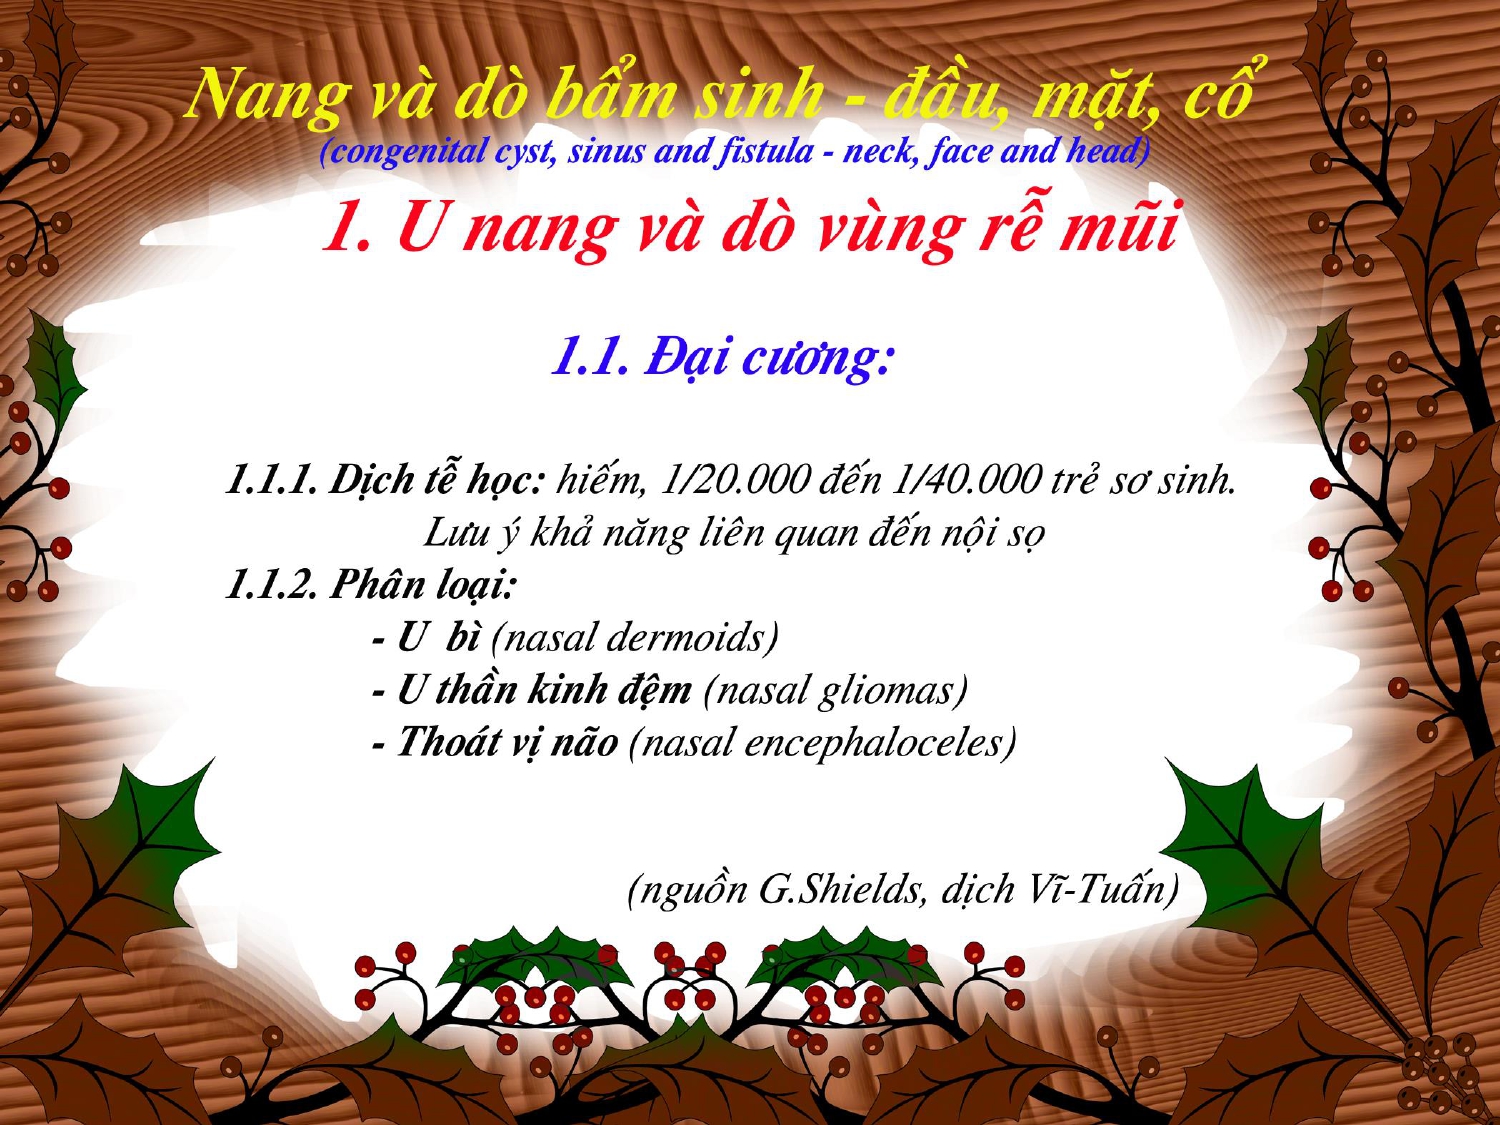 Nang và dò bẩm sinh - đầu, mặt, cổ
(congenital cyst, sinus and fistula - neck, face and head)
1. U nang và dò vùng rễ mũi
1.1. Đại cương:
1.1.1. Dịch tễ học: hiếm, 1/20.000 đến 1/40.000 trẻ sơ sinh.
Lưu ý khả năng liên quan đến nội sọ
1.1.2. Phân loại:
- U bì (nasal dermoids)
- U thần kinh đệm (nasal gliomas)
- Thoát vị não (nasal encephaloceles)
(nguồn G.Shields, dịch Vĩ-Tuấn)